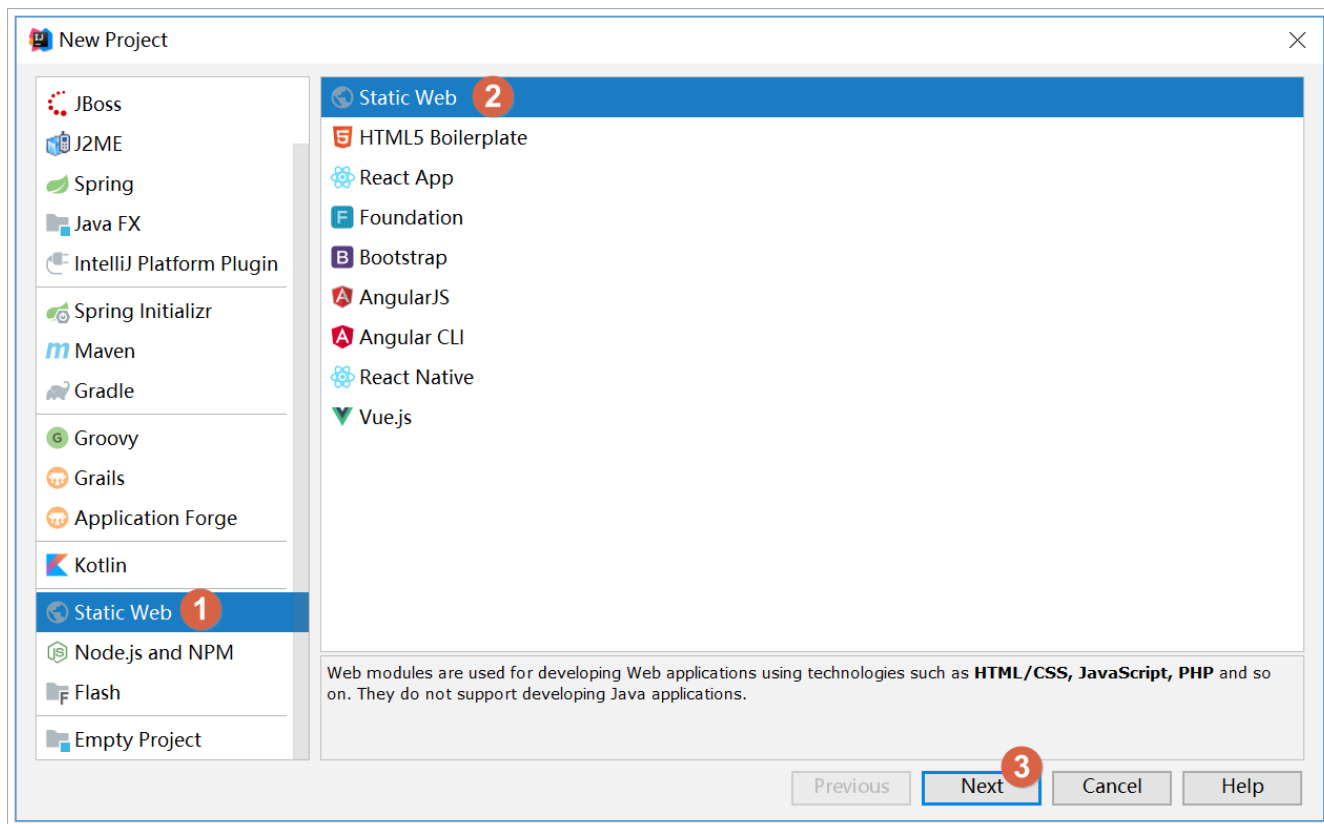 New Project
JBoss
J2ME
Spring
Java FX
IntelliJ Platform Plugin
Spring Initializr
Maven
Gradle
Groovy
Grails
Application Forge
Kotlin
Static Web 1
Node.js and NPM
Flash
Empty Project
Static Web 2
HTML5 Boilerplate
React App
Foundation
Bootstrap
AngularJS
Angular CLI
React Native
Vue.js
Web modules are used for developing Web applications using technologies such as HTML/CSS, JavaScript, PHP and so
on. They do not support developing Java applications.
3
Previous Next Cancel Help